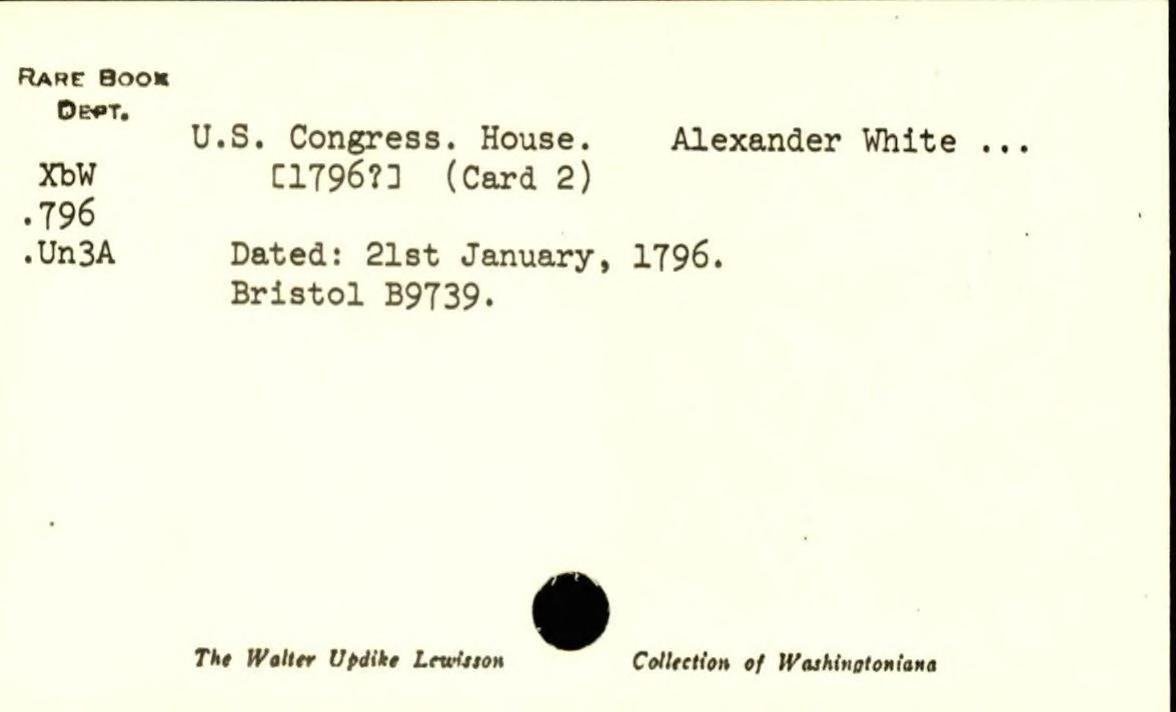 RARE BOOK
DEPT.
U.S. Congress. House. Alexander White ...
XbW [1796?] (Card 2)
.796
.Un3A Dated: 21st January, 1796.
Bristol B9739.
The Walter Updike Lewisson Collection of Washingtoniana